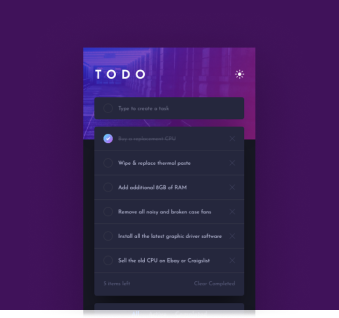 TODO
Type to create a task
Buy a replacement CPU
Wipe & replace thermal paste
Add additional 8GB of RAM
Remove all noisy and broken case fans
Install all the latest graphic driver software
Sell the old CPU on Ebay or Craigslist
5 items left
Clear Completed